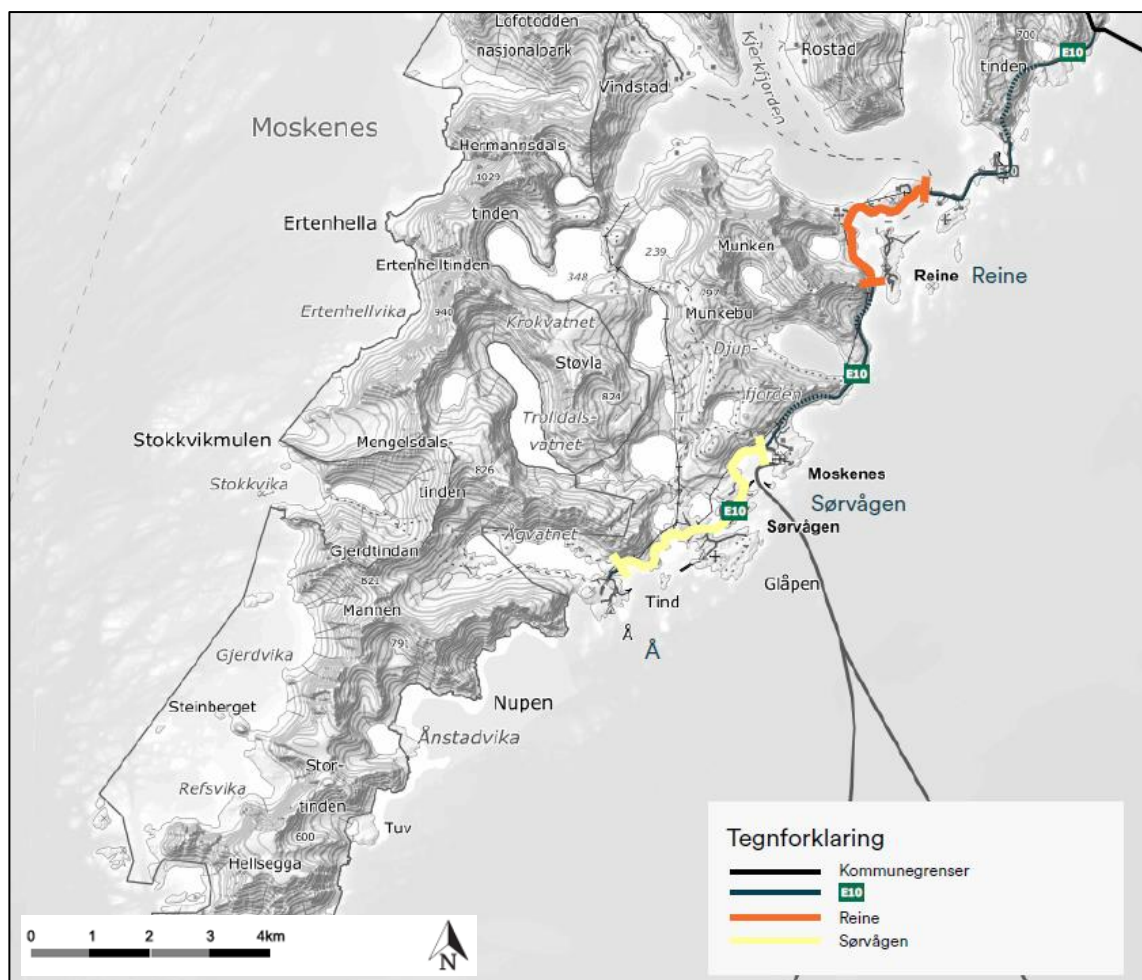 Lofotodden
nasjonalpark
Kjerkfjorden
Rostad
700
tinden
E10
Vindstad
Moskenes
Hermannsdals-
1029
tinden
Ertenhella
Ertenhelltinden
348
239
Munken
Reine
Reine
Ertenhellvika
940
Krokvatnet
797
Munkebu
Støvla
Djup-
fjorden
E10
824
Trolldals-
vatnet
Stokkvikmulen
Mengelsdals-
tinden
826
Stokkvika
Moskenes
Sørvågen
E10
Sørvågen
Ågvatnet
Gjerdtindan
821
Mannen
Glåpen
Tind
Å
Å
791
Gjerdvika
Nupen
Steinberget
Ånstadvika
Stor-
tinden
Refsvika
600
Tuv
Hellsegga
Tegnforklaring
Kommunegrenser
E10
Reine
Sørvågen
0 1 2 3 4km
N